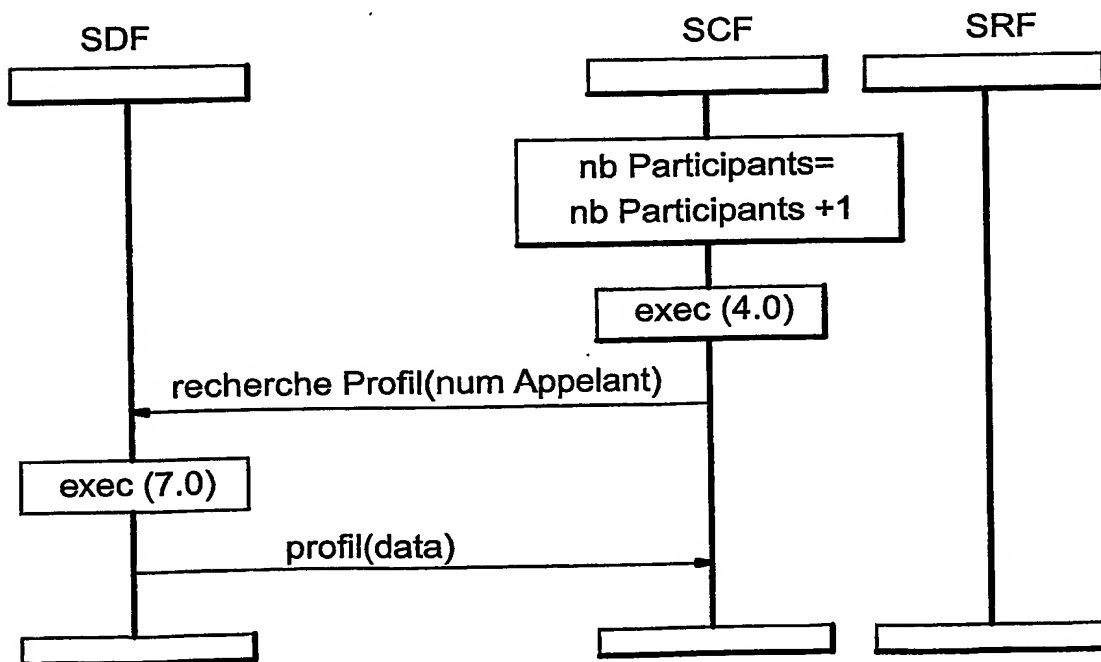 SDF
SCF
SRF
nb Participants=
nb Participants +1
exec (4.0)
recherche Profil(num Appelant)
exec (7.0)
profil(data)